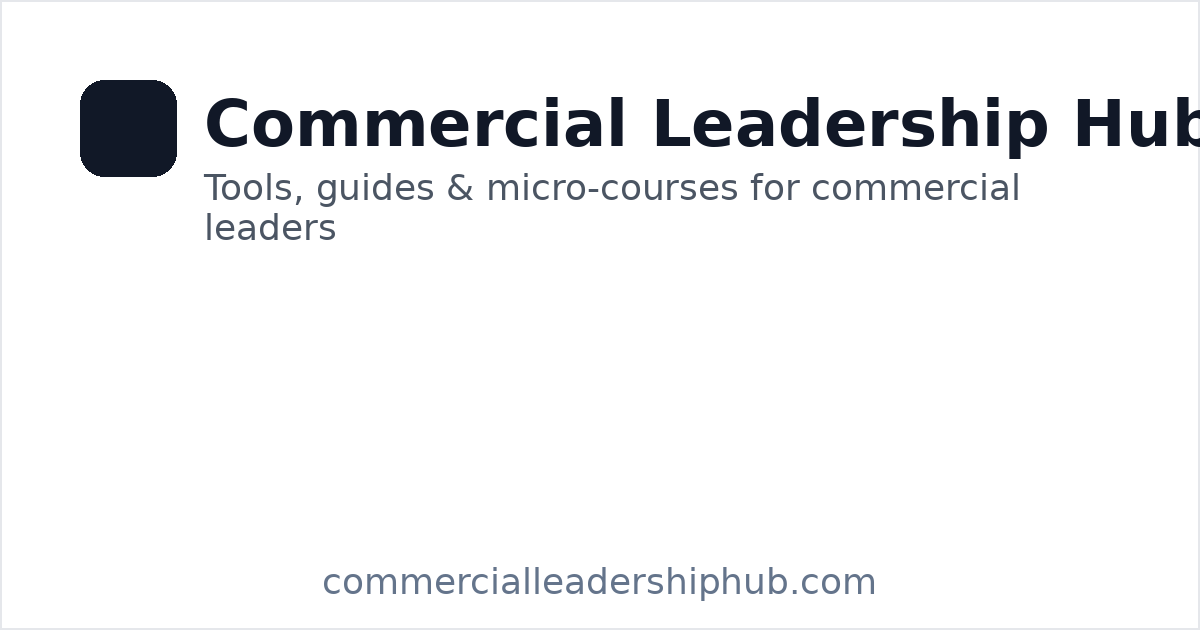 Commercial Leadership Hub
Tools, guides & micro-courses for commercial
leaders
commercialleadershiphub.com